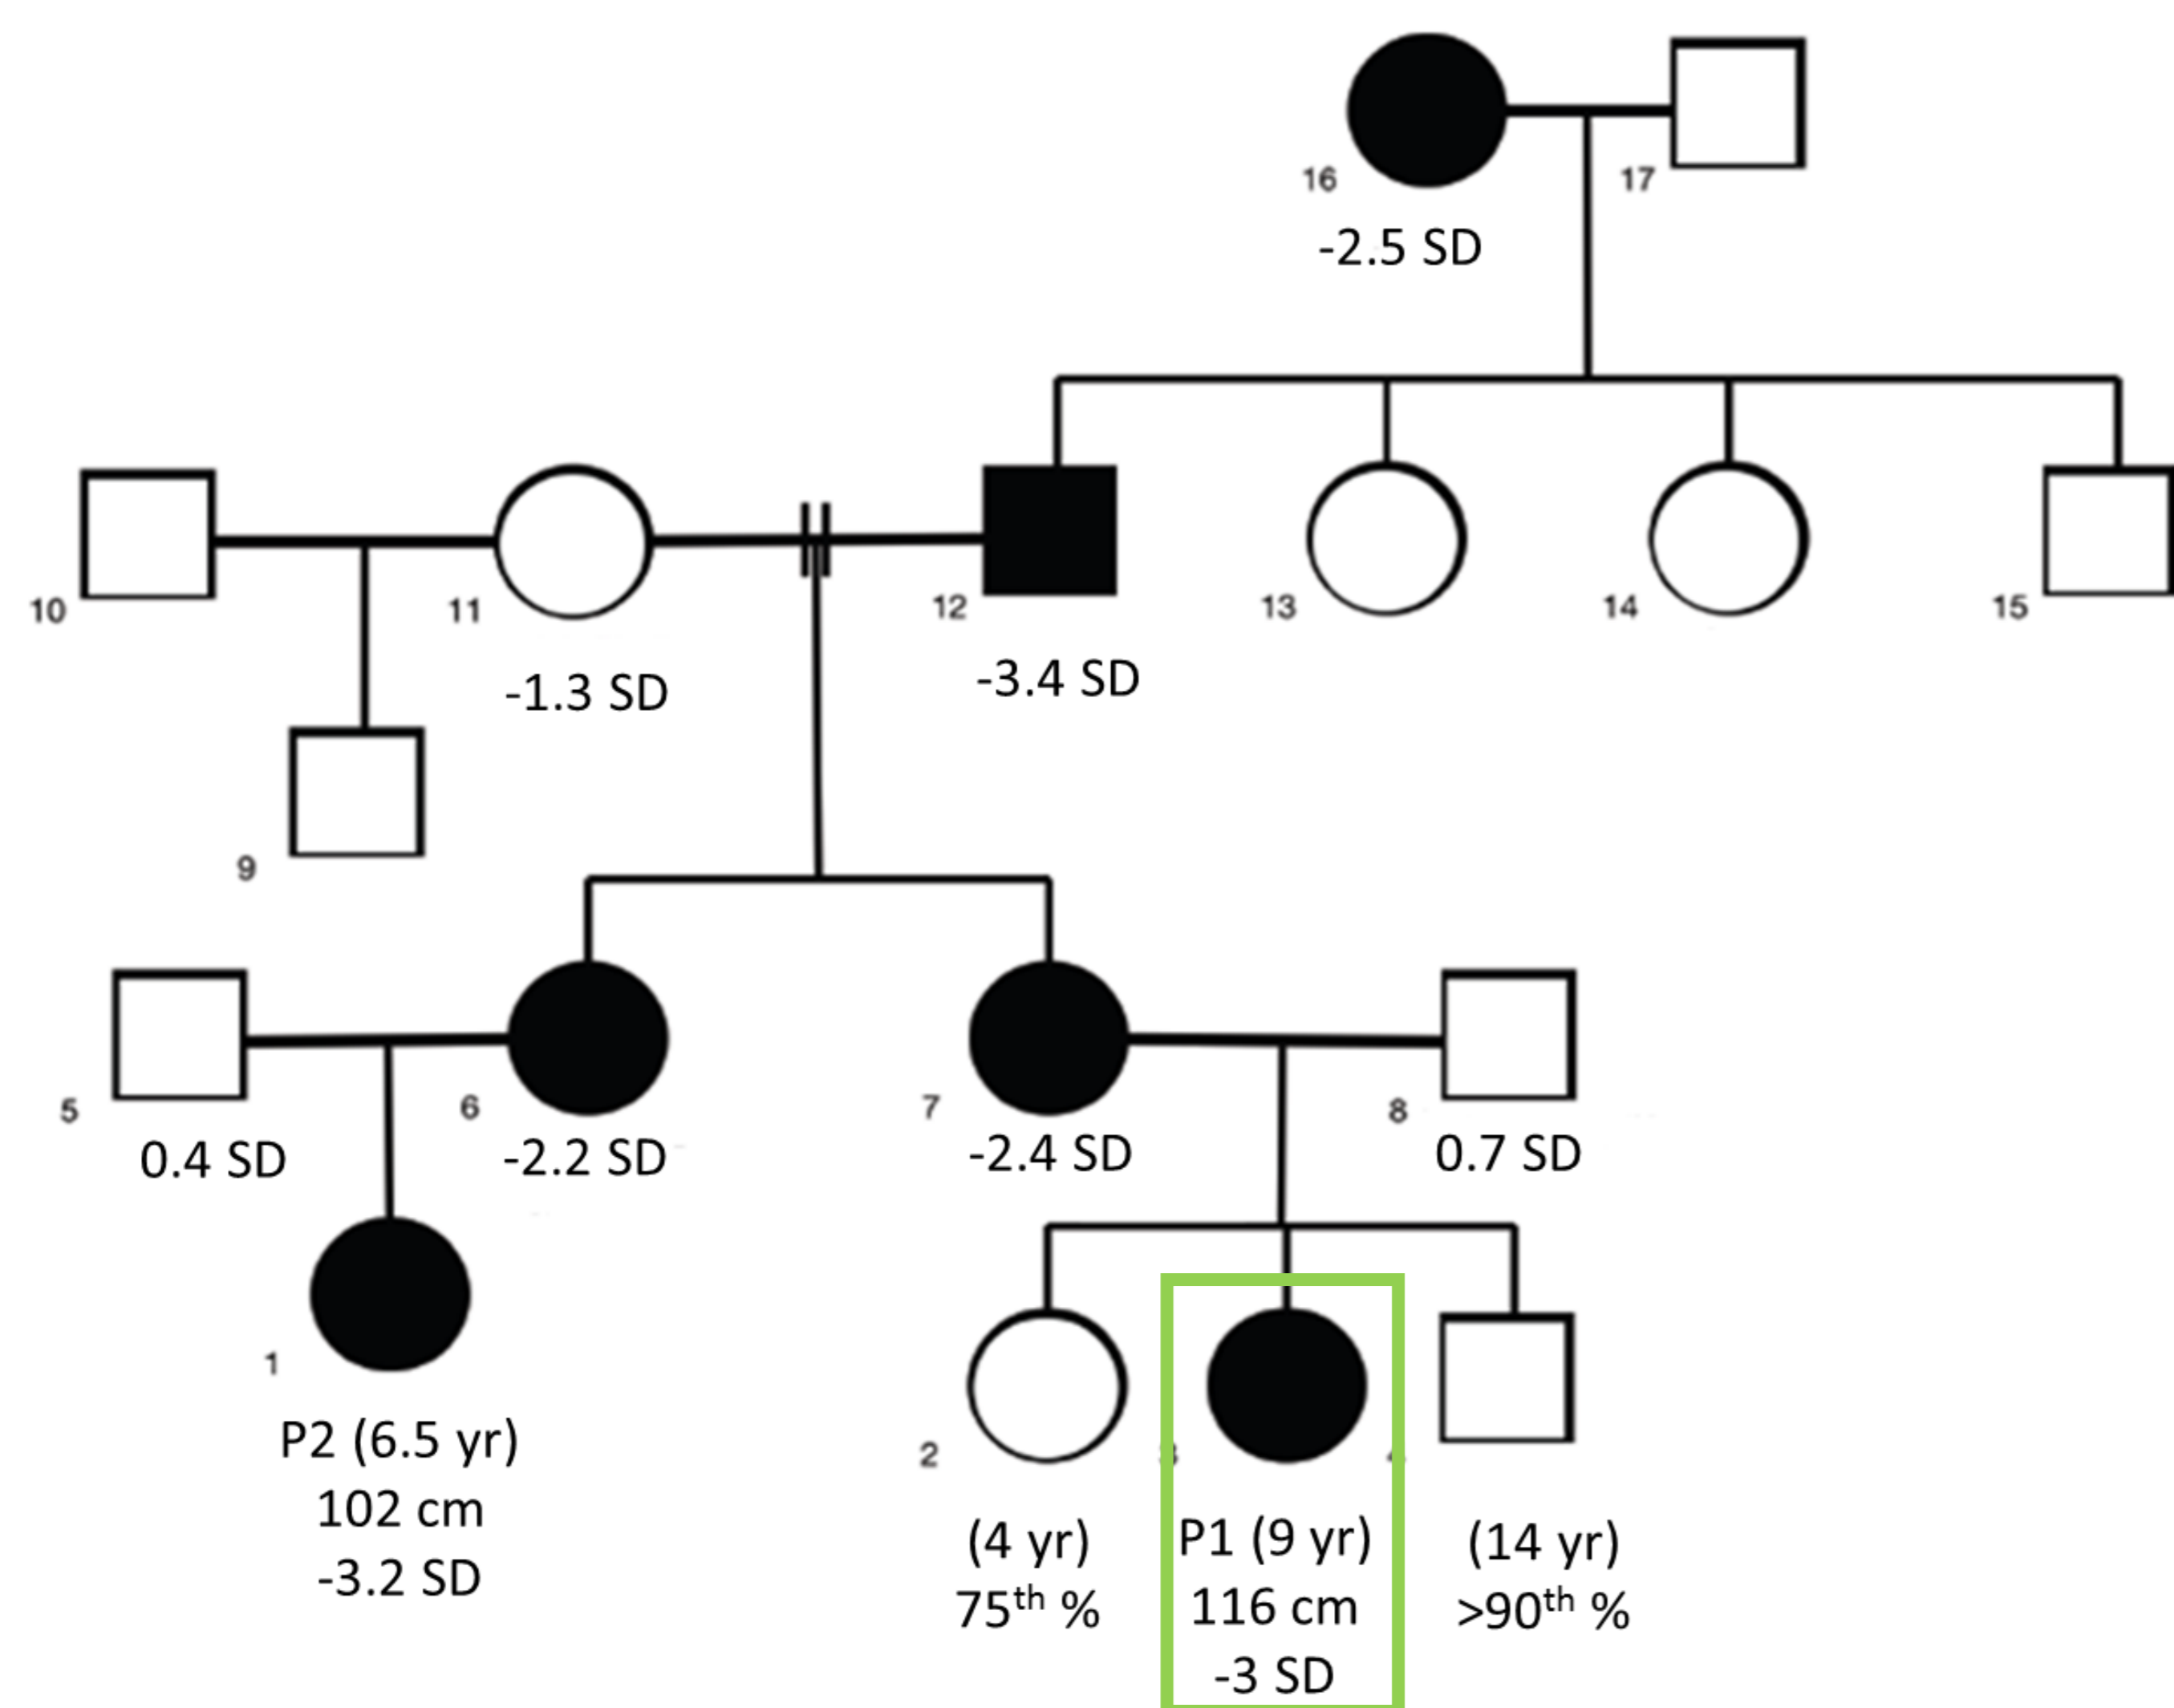 16
17
-2.5 SD
10
11
12
13
14
15
-1.3 SD
-3.4 SD
9
5
6
7
8
0.4 SD
-2.2 SD
-2.4 SD
0.7 SD
1
P2 (6.5 yr)
102 cm
-3.2 SD
2
3
4
(4 yr)
75th %
P1 (9 yr)
116 cm
-3 SD
(14 yr)
>90th %